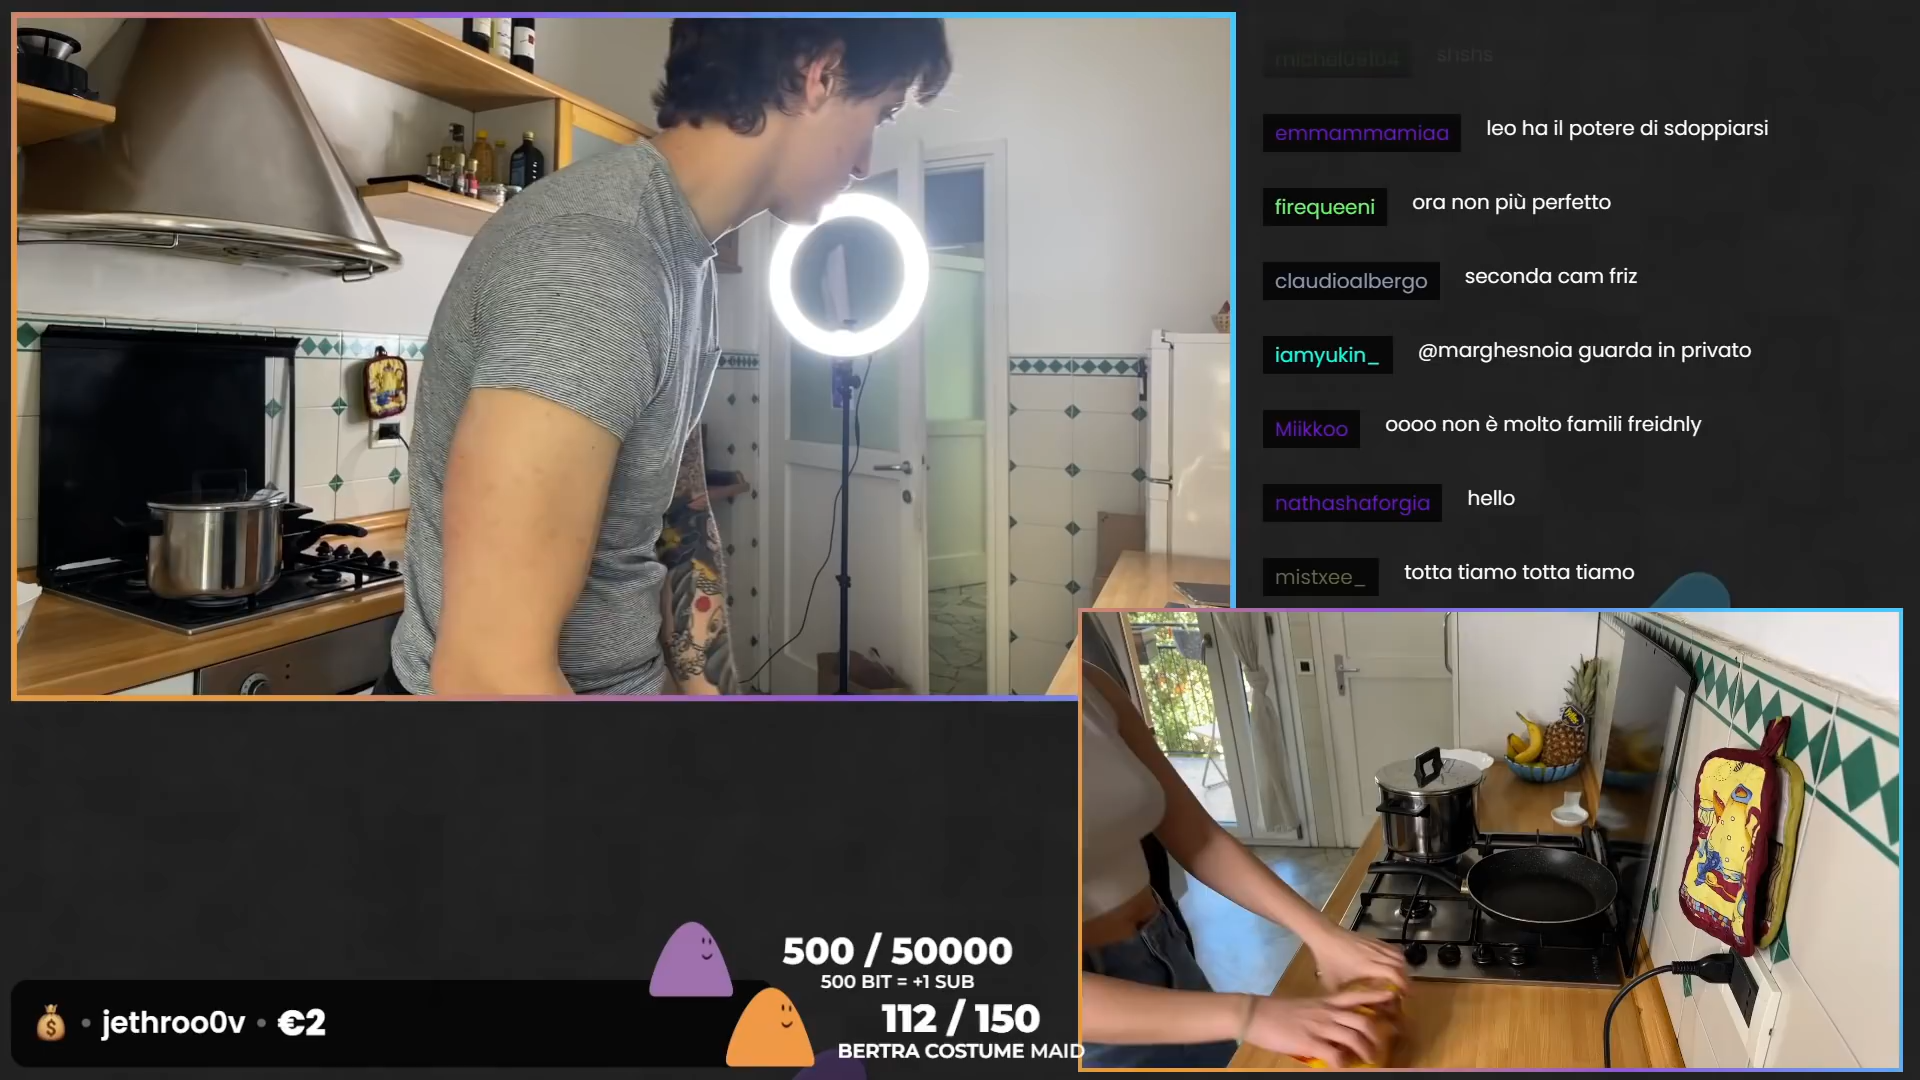 shshs
emmammamiaa leo ha il potere di sdoppiarsi
firequeeni ora non più perfetto
claudioalbergo seconda cam friz
iamyukin_ @marghesnoia guarda in privato
Miikkoo oooo non è molto famili freidnly
nathashaforgia hello
mistxee_ totta tiamo totta tiamo
500 / 50000
500 BIT = +1 SUB
112 / 150
BERTRA COSTUME MAID
jethroo0v • €2